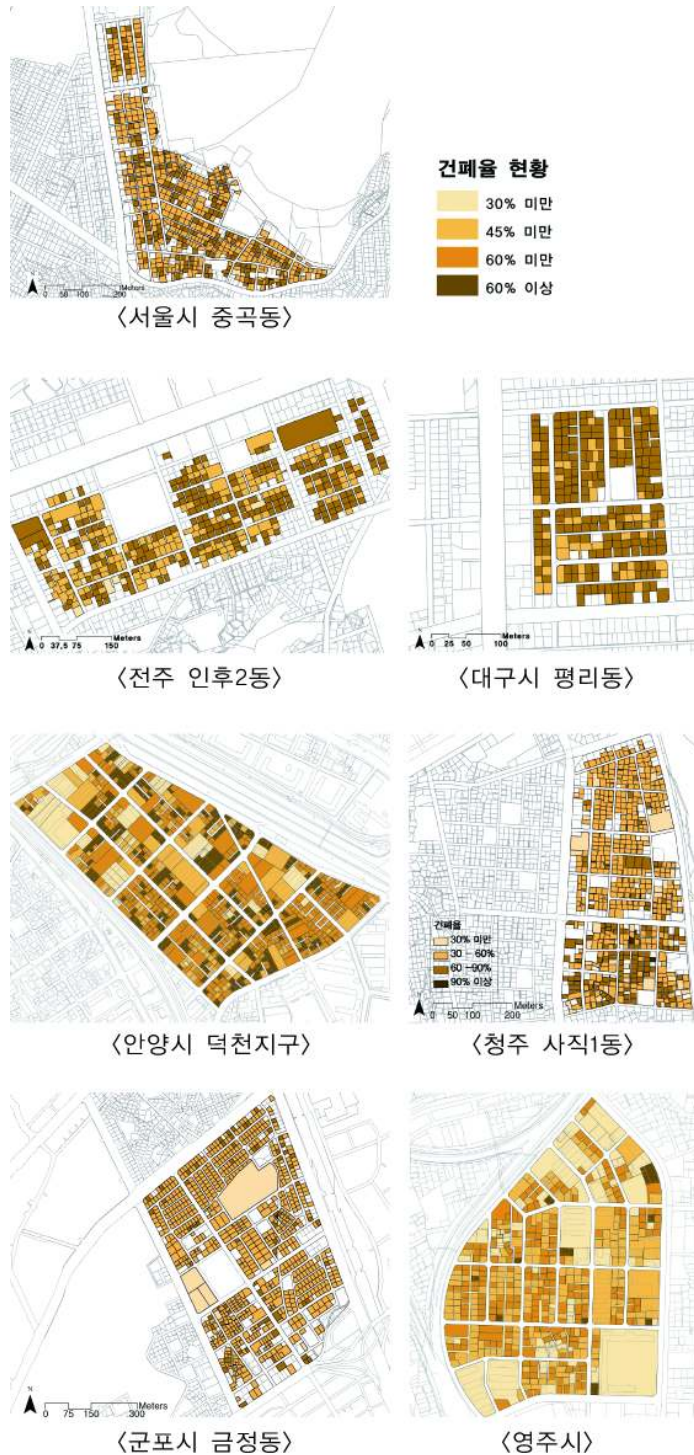 건폐율 현황
30% 미만
45% 미만
60% 미만
60% 이상
N
0 50 100 200 Meters
〈서울시 중곡동〉
N
0 37.5 75 150 Meters
〈전주 인후2동〉
N
0 25 50 100 Meters
〈대구시 평리동〉
〈안양시 덕천지구〉
건폐율
30% 미만
30 - 60%
60 -90%
90% 이상
N
0 50 100 200 Meters
〈청주 사직1동〉
N
0 75 150 300 Meters
〈군포시 금정동〉
〈영주시〉